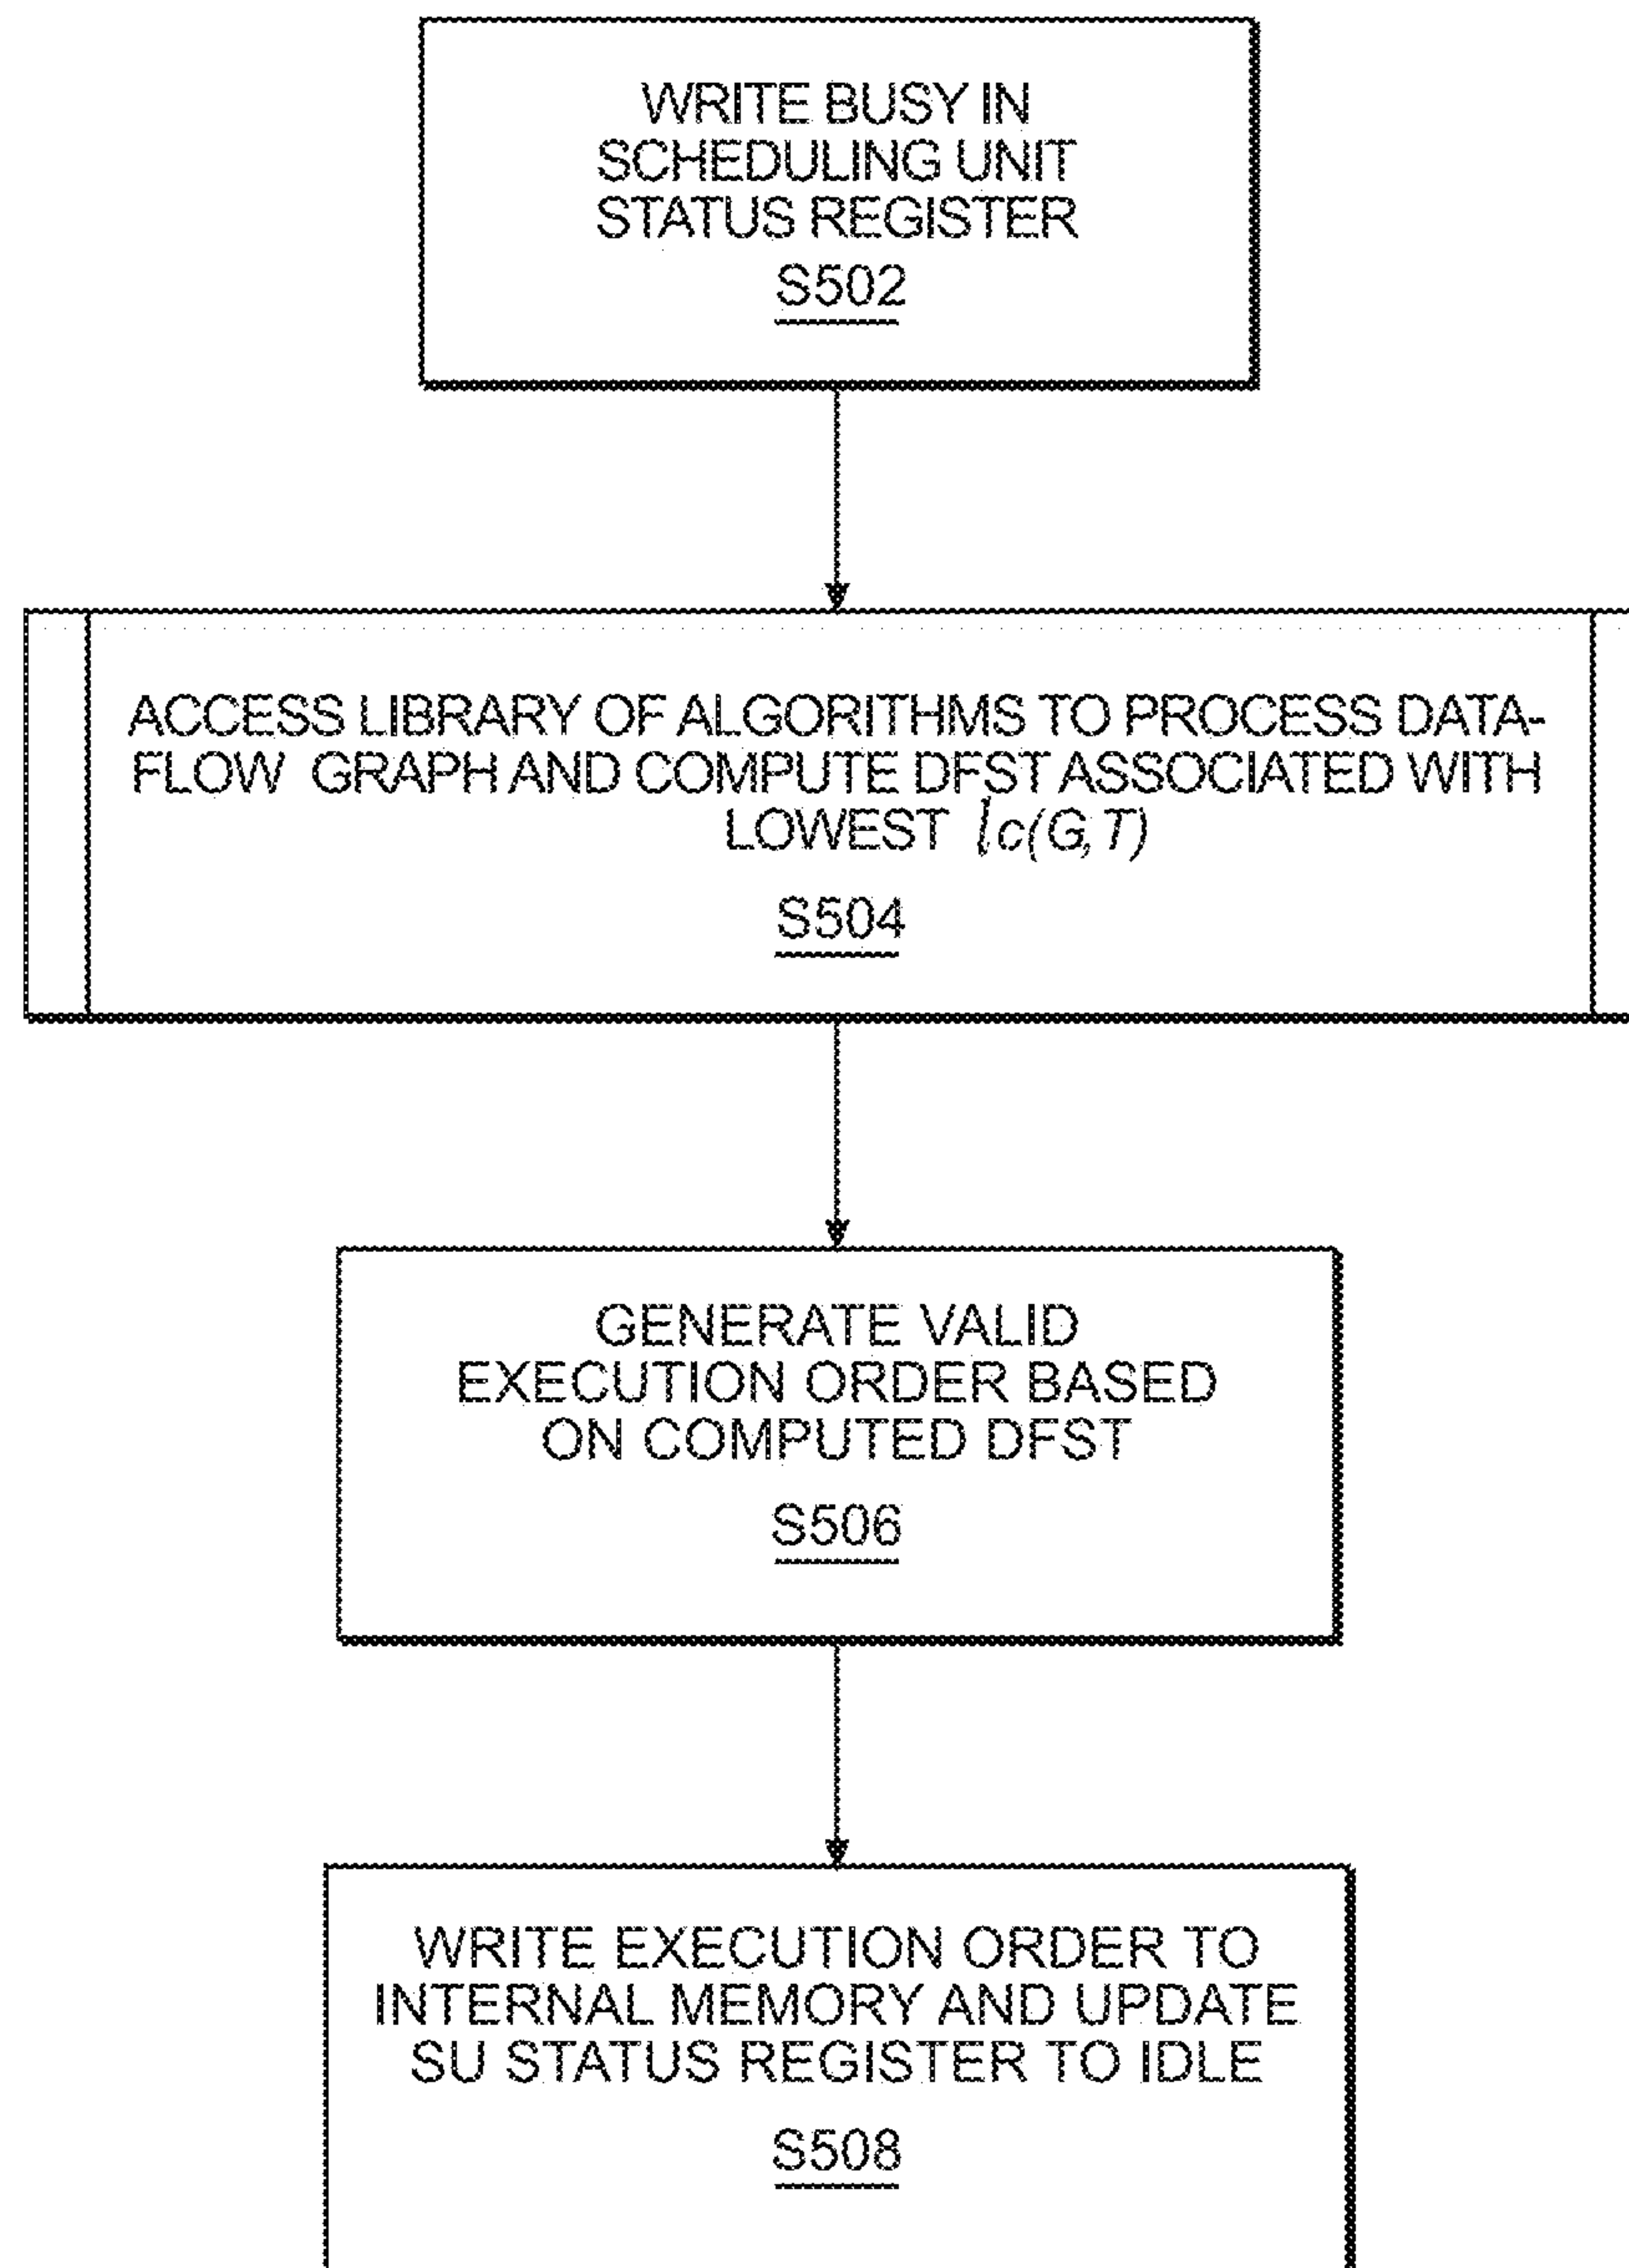 WRITE BUSY IN
SCHEDULING UNIT
STATUS REGISTER
S502
ACCESS LIBRARY OF ALGORITHMS TO PROCESS DATA-
FLOW GRAPH AND COMPUTE DFST ASSOCIATED WITH
LOWEST lc(G,T)
S504
GENERATE VALID
EXECUTION ORDER BASED
ON COMPUTED DFST
S506
WRITE EXECUTION ORDER TO
INTERNAL MEMORY AND UPDATE
SU STATUS REGISTER TO IDLE
S508